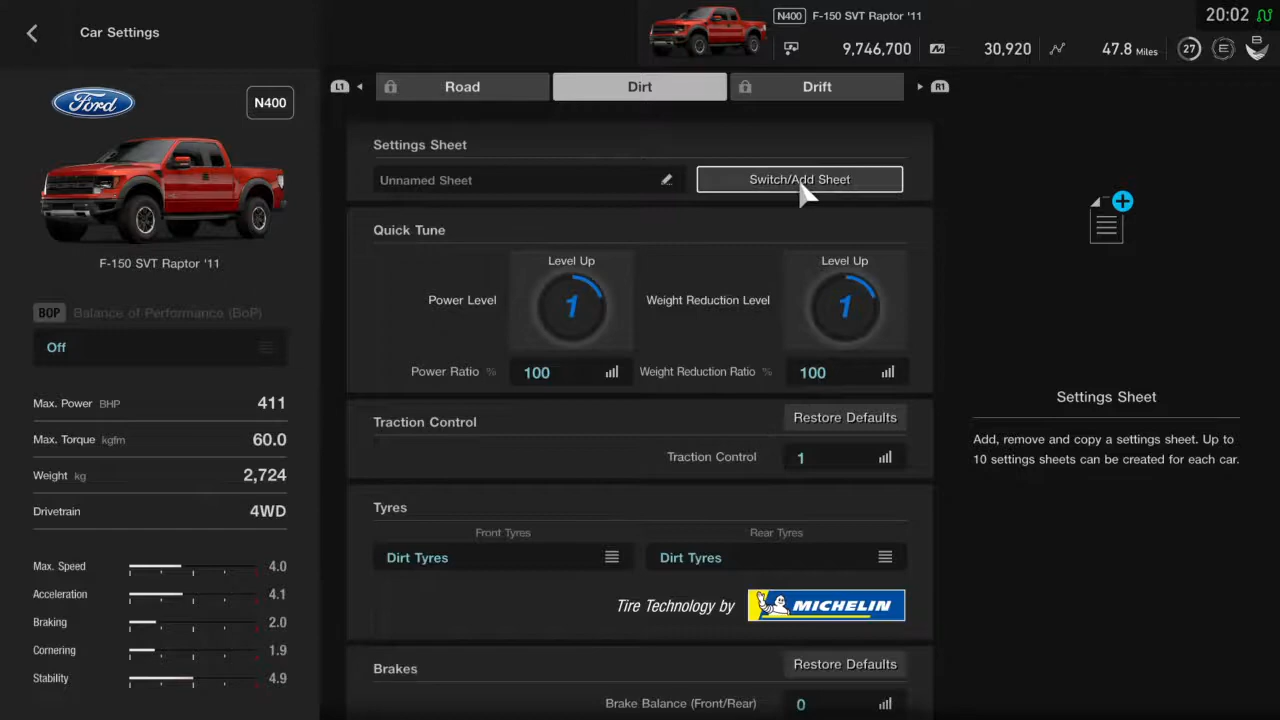 Car Settings
N400 F-150 SVT Raptor '11
20:02
9,746,700 30,920 47.8 Miles 27 E B
Ford
N400
F-150 SVT Raptor '11
BOP Balance of Performance (BoP)
Off
Max. Power BHP 411
Max. Torque kgfm 60.0
Weight kg 2,724
Drivetrain 4WD
Max. Speed 4.0
Acceleration 4.1
Braking 2.0
Cornering 1.9
Stability 4.9
L1 Road Dirt Drift R1
Settings Sheet
Unnamed Sheet Switch/Add Sheet
Quick Tune
Level Up Level Up
Power Level 1 Weight Reduction Level 1
Power Ratio % 100 Weight Reduction Ratio % 100
Traction Control Restore Defaults
Traction Control 1
Tyres
Front Tyres Rear Tyres
Dirt Tyres Dirt Tyres
Tire Technology by MICHELIN
Brakes Restore Defaults
Brake Balance (Front/Rear) 0
Settings Sheet
Add, remove and copy a settings sheet. Up to
10 settings sheets can be created for each car.